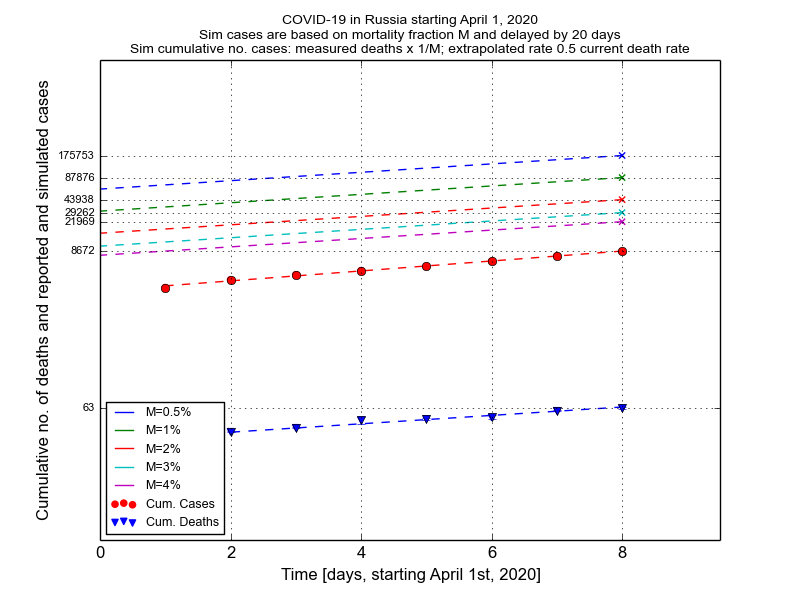 COVID-19 in Russia starting April 1, 2020
Sim cases are based on mortality fraction M and delayed by 20 days
Sim cumulative no. cases: measured deaths x 1/M; extrapolated rate 0.5 current death rate
Cumulative no. of deaths and reported and simulated cases
175753
87876
43938
29262
21969
8672
63
M=0.5%
M=1%
M=2%
M=3%
M=4%
Cum. Cases
Cum. Deaths
0 2 4 6 8
Time [days, starting April 1st, 2020]